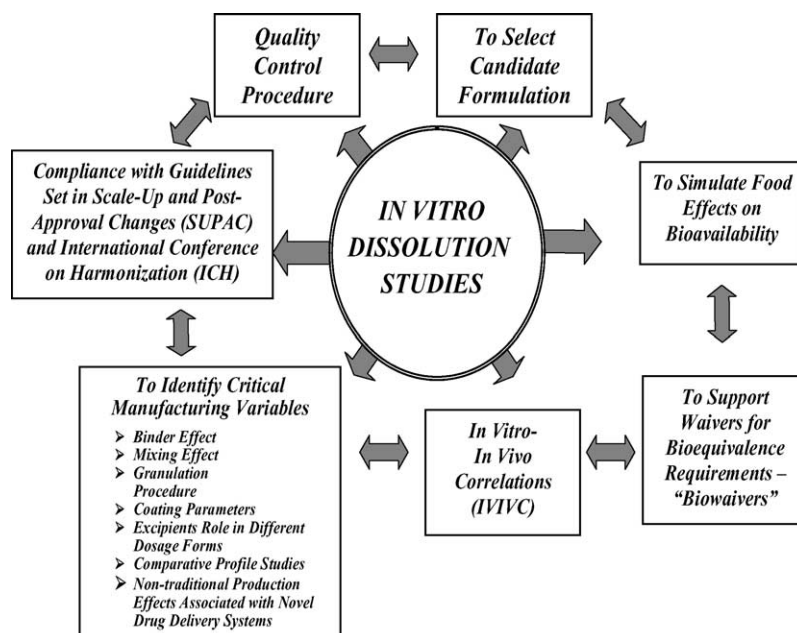 Quality
Control
Procedure
To Select
Candidate
Formulation
Compliance with Guidelines
Set in Scale-Up and Post-
Approval Changes (SUPAC)
and International Conference
on Harmonization (ICH)
IN VITRO
DISSOLUTION
STUDIES
To Simulate Food
Effects on
Bioavailability
To Identify Critical
Manufacturing Variables
➢ Binder Effect
➢ Mixing Effect
➢ Granulation
Procedure
➢ Coating Parameters
➢ Excipients Role in Different
Dosage Forms
➢ Comparative Profile Studies
➢ Non-traditional Production
Effects Associated with Novel
Drug Delivery Systems
In Vitro-
In Vivo
Correlations
(IVIVC)
To Support
Waivers for
Bioequivalence
Requirements –
“Biowaivers”